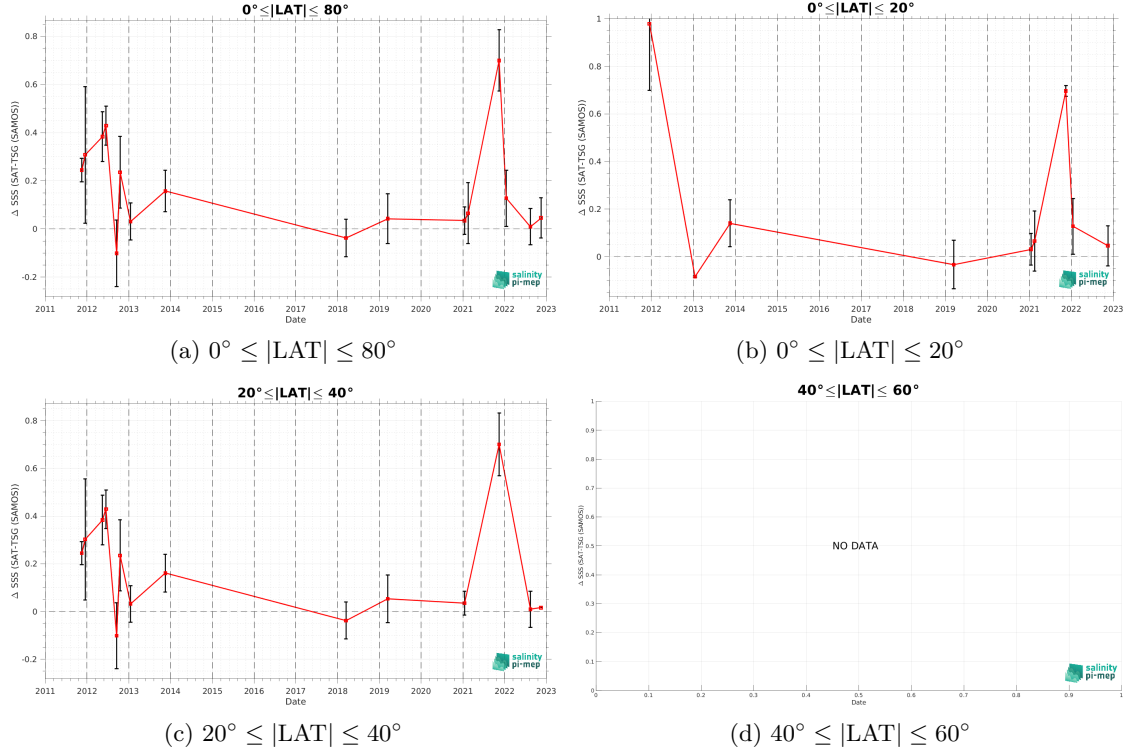 0°≤|LAT|≤ 80°
Δ SSS (SAT-TSG (SAMOS))
0.8
0.6
0.4
0.2
0
-0.2
2011 2012 2013 2014 2015 2016 2017 2018 2019 2020 2021 2022 2023
Date
salinity
pi-mep
(a) 0° ≤ |LAT| ≤ 80°
0°≤|LAT|≤ 20°
Δ SSS (SAT-TSG (SAMOS))
1
0.8
0.6
0.4
0.2
0
2011 2012 2013 2014 2015 2016 2017 2018 2019 2020 2021 2022 2023
Date
salinity
pi-mep
(b) 0° ≤ |LAT| ≤ 20°
20°≤|LAT|≤ 40°
Δ SSS (SAT-TSG (SAMOS))
0.8
0.6
0.4
0.2
0
-0.2
2011 2012 2013 2014 2015 2016 2017 2018 2019 2020 2021 2022 2023
Date
salinity
pi-mep
(c) 20° ≤ |LAT| ≤ 40°
40°≤|LAT|≤ 60°
Δ SSS (SAT-TSG (SAMOS))
1
0.9
0.8
0.7
0.6
0.5
0.4
0.3
0.2
0.1
0
NO DATA
0 0.1 0.2 0.3 0.4 0.5 0.6 0.7 0.8 0.9 1
Date
salinity
pi-mep
(d) 40° ≤ |LAT| ≤ 60°